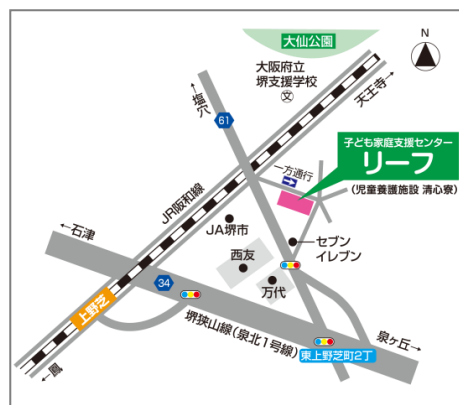 大仙公園
N
大阪府立
堺支援学校
文
←塩穴
天王寺→
61
子ども家庭支援センター
リーフ
(児童養護施設 清心寮)
一方通行
JR阪和線
JA堺市
←石津
セブン
イレブン
西友
34
万代
上野芝
堺狭山線(泉北1号線)
泉ヶ丘→
東上野芝町2丁
←鳳